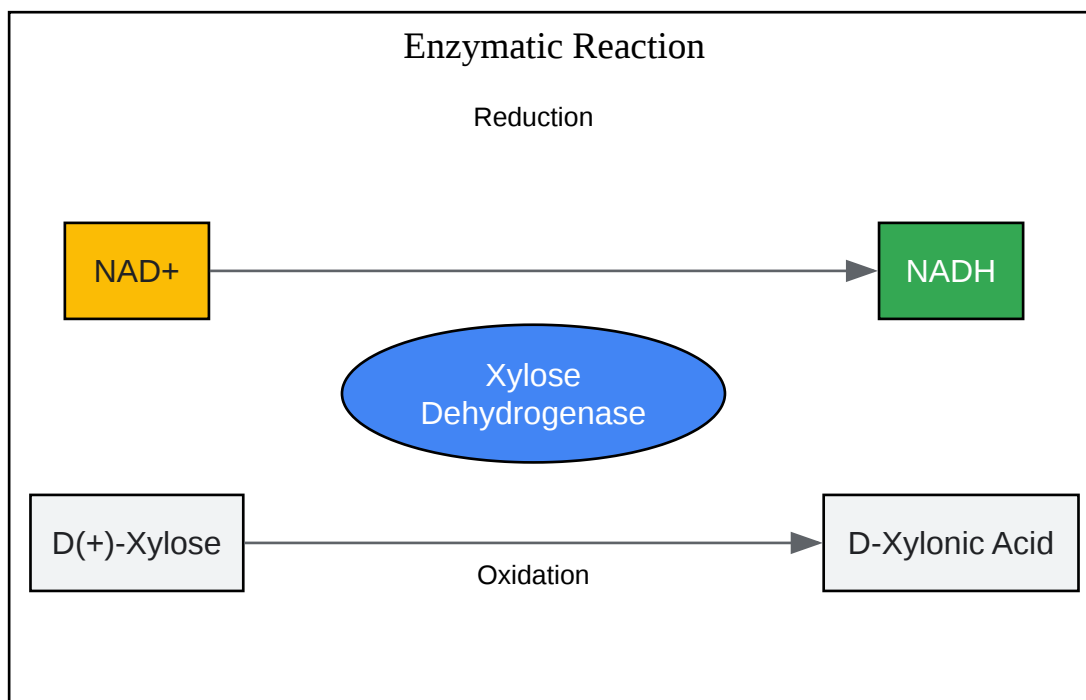 Enzymatic Reaction
Reduction
NAD+
NADH
Xylose
Dehydrogenase
D(+)-Xylose
D-Xylonic Acid
Oxidation